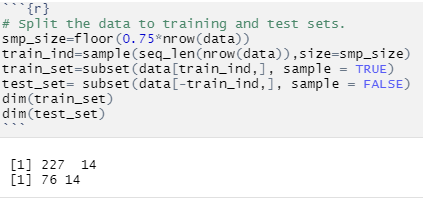 ```{r}
# Split the data to training and test sets.
smp_size=floor(0.75*nrow(data))
train_ind=sample(seq_len(nrow(data)),size=smp_size)
train_set=subset(data[train_ind,], sample = TRUE)
test_set= subset(data[-train_ind,], sample = FALSE)
dim(train_set)
dim(test_set)
```
[1] 227  14
[1] 76 14